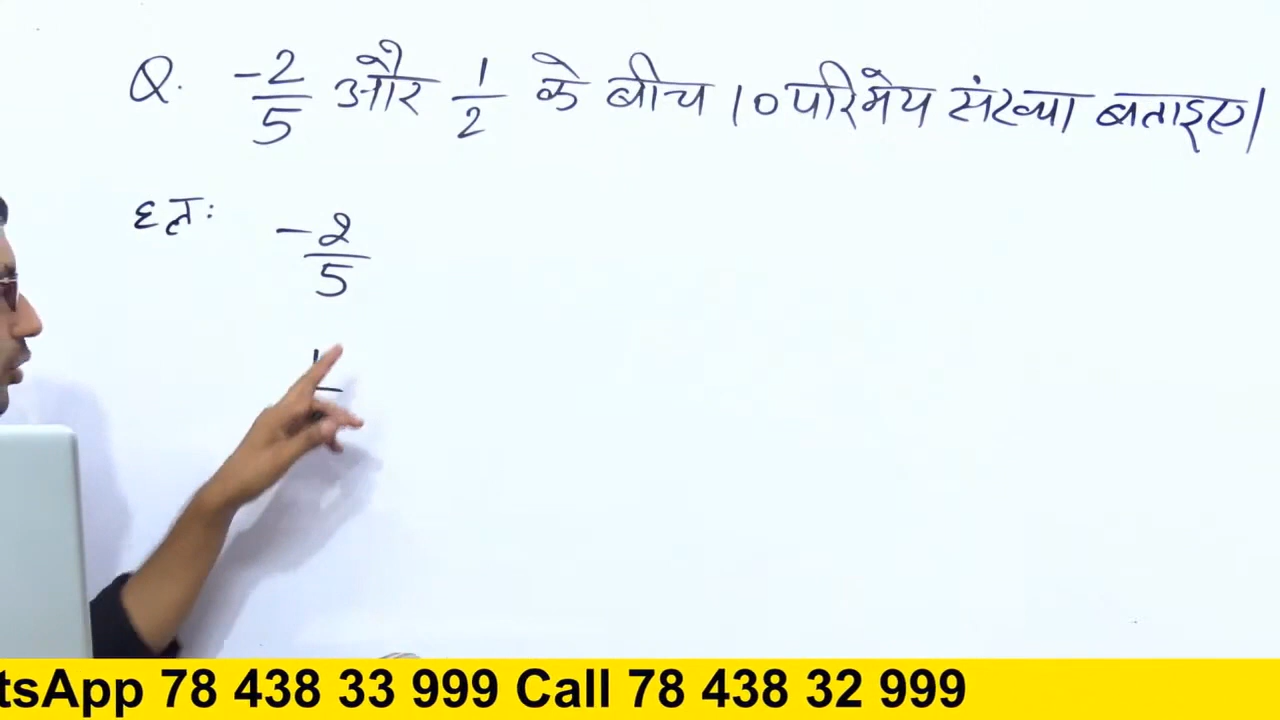 Q. -2/5 और 1/2 के बीच 10 परिमेय संख्या बताइए।
हलः -2/5
1
tsApp 78 438 33 999 Call 78 438 32 999